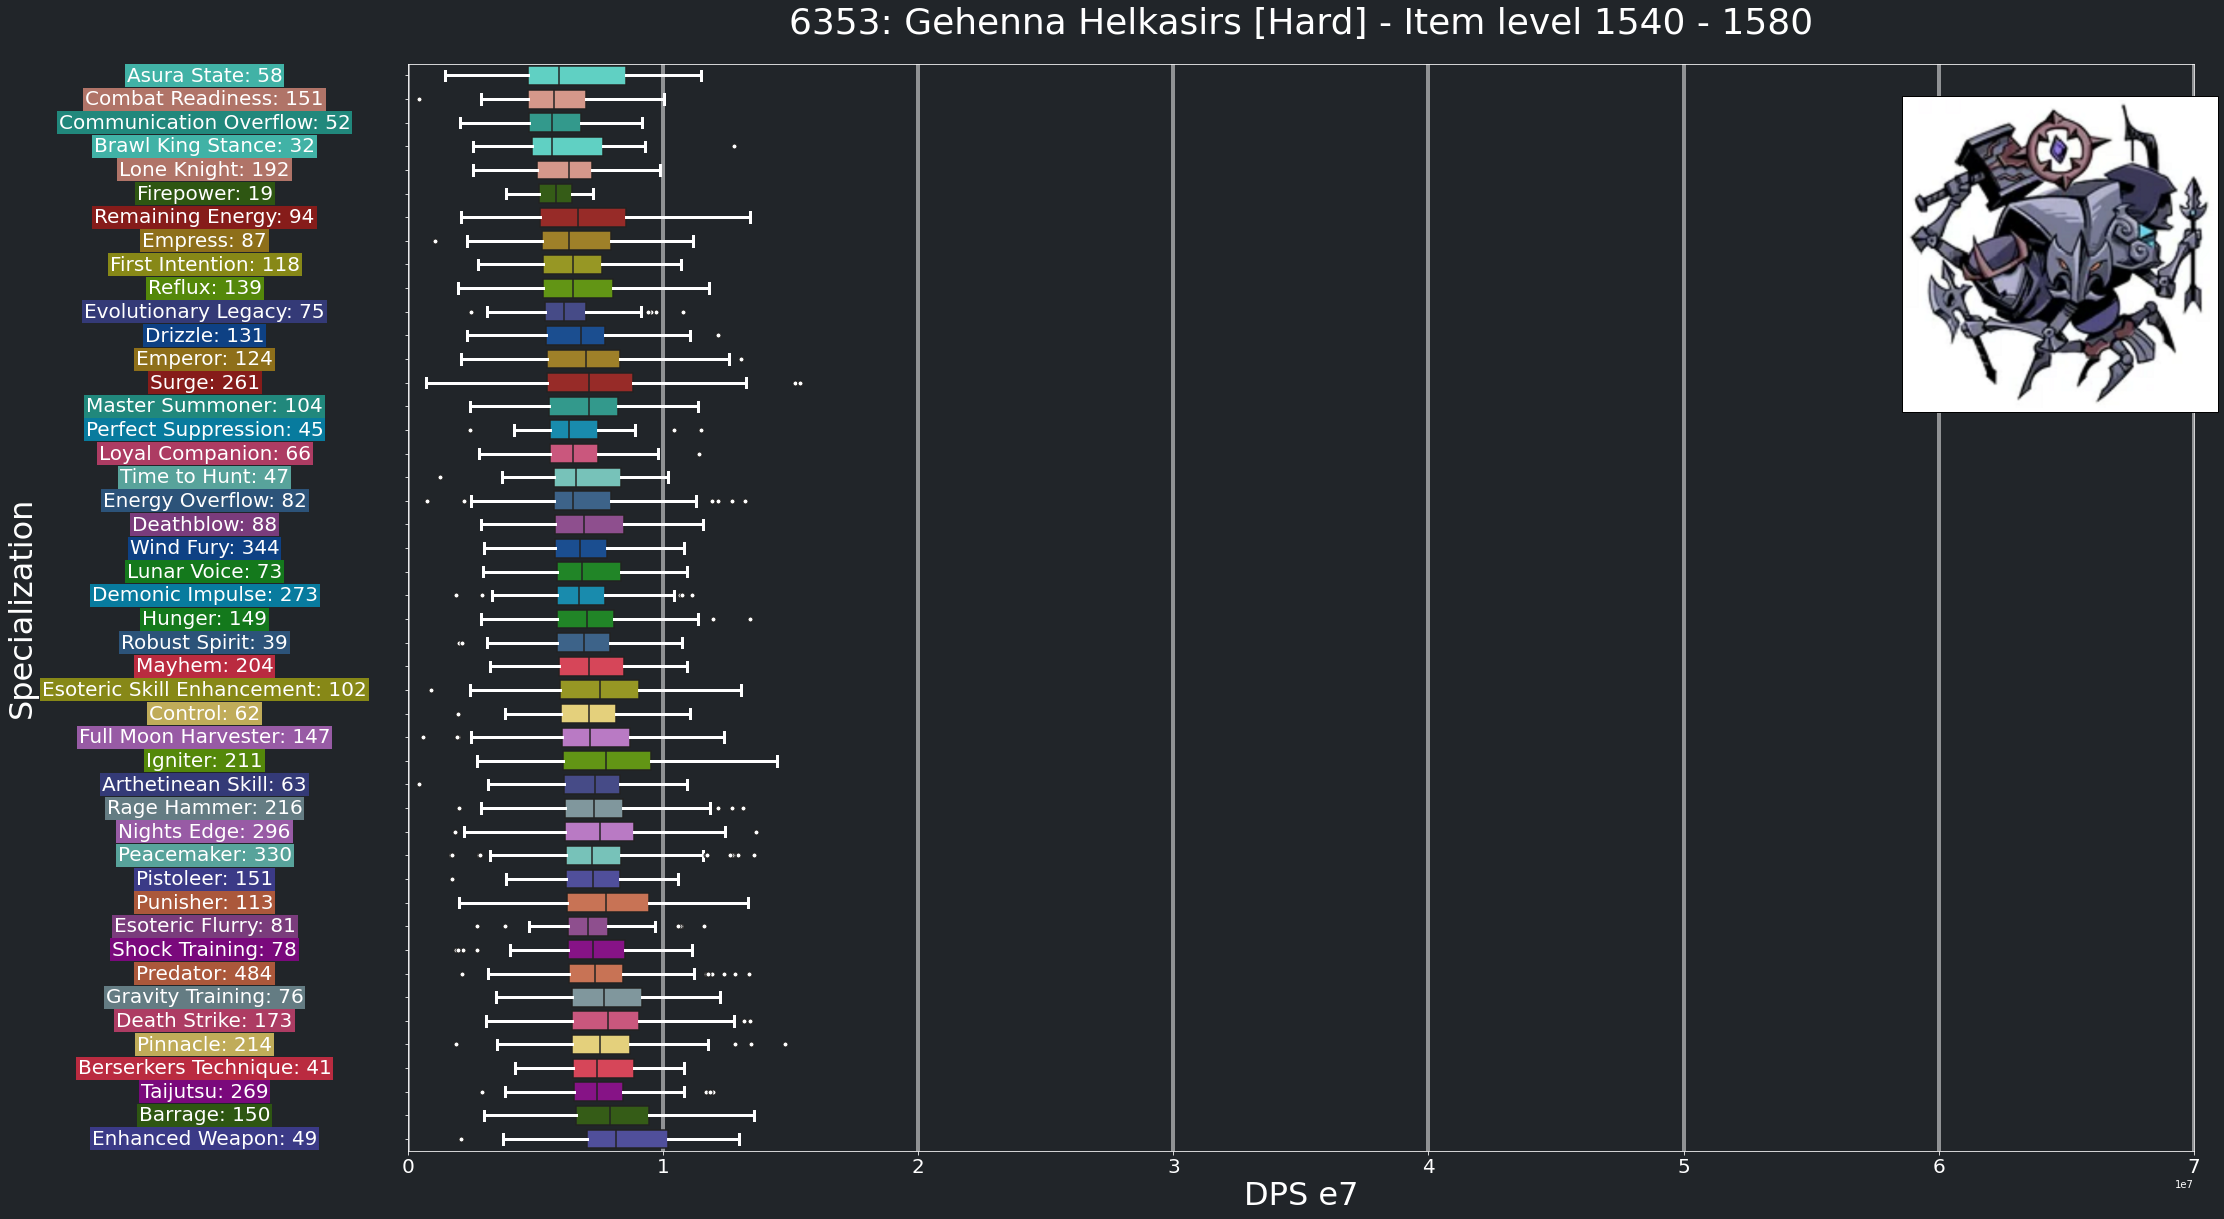 6353: Gehenna Helkasirs [Hard] - Item level 1540 - 1580
Specialization
Asura State: 58
Combat Readiness: 151
Communication Overflow: 52
Brawl King Stance: 32
Lone Knight: 192
Firepower: 19
Remaining Energy: 94
Empress: 87
First Intention: 118
Reflux: 139
Evolutionary Legacy: 75
Drizzle: 131
Emperor: 124
Surge: 261
Master Summoner: 104
Perfect Suppression: 45
Loyal Companion: 66
Time to Hunt: 47
Energy Overflow: 82
Deathblow: 88
Wind Fury: 344
Lunar Voice: 73
Demonic Impulse: 273
Hunger: 149
Robust Spirit: 39
Mayhem: 204
Esoteric Skill Enhancement: 102
Control: 62
Full Moon Harvester: 147
Igniter: 211
Arthetinean Skill: 63
Rage Hammer: 216
Nights Edge: 296
Peacemaker: 330
Pistoleer: 151
Punisher: 113
Esoteric Flurry: 81
Shock Training: 78
Predator: 484
Gravity Training: 76
Death Strike: 173
Pinnacle: 214
Berserkers Technique: 41
Taijutsu: 269
Barrage: 150
Enhanced Weapon: 49
0 1 2 3 4 5 6 7
1e7
DPS e7